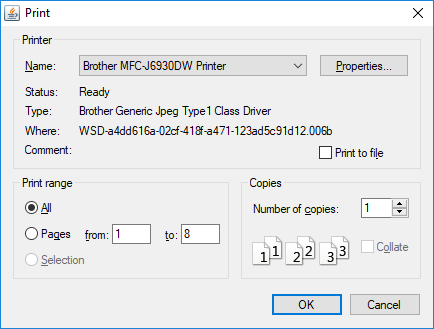 Print
Printer
Name: Brother MFC-J6930DW Printer Properties...
Status: Ready
Type: Brother Generic Jpeg Type1 Class Driver
Where: WSD-a4dd616a-02cf-418f-a471-123ad5c91d12.006b
Comment:
Print to file
Print range
All
Pages from: 1 to: 8
Selection
Copies
Number of copies: 1
1 1 2 2 3 3
Collate
OK Cancel